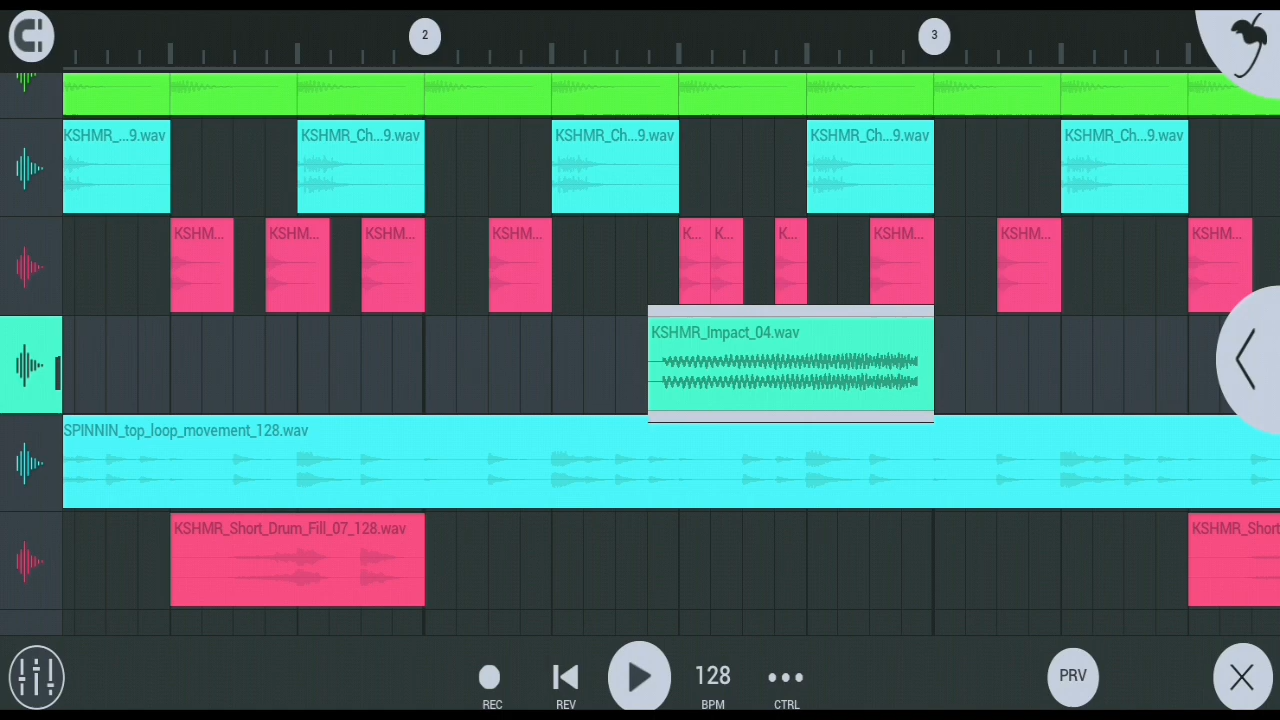 2 3
KSHMR_...9.wav KSHMR_Ch...9.wav KSHMR_Ch...9.wav KSHMR_Ch...9.wav KSHMR_Ch...9.wav
KSHM... KSHM... KSHM... KSHM... K... K... K... KSHM... KSHM... KSHM...
KSHMR_Impact_04.wav
SPINNIN_top_loop_movement_128.wav
KSHMR_Short_Drum_Fill_07_128.wav KSHMR_Short
128 PRV
REC REV BPM CTRL